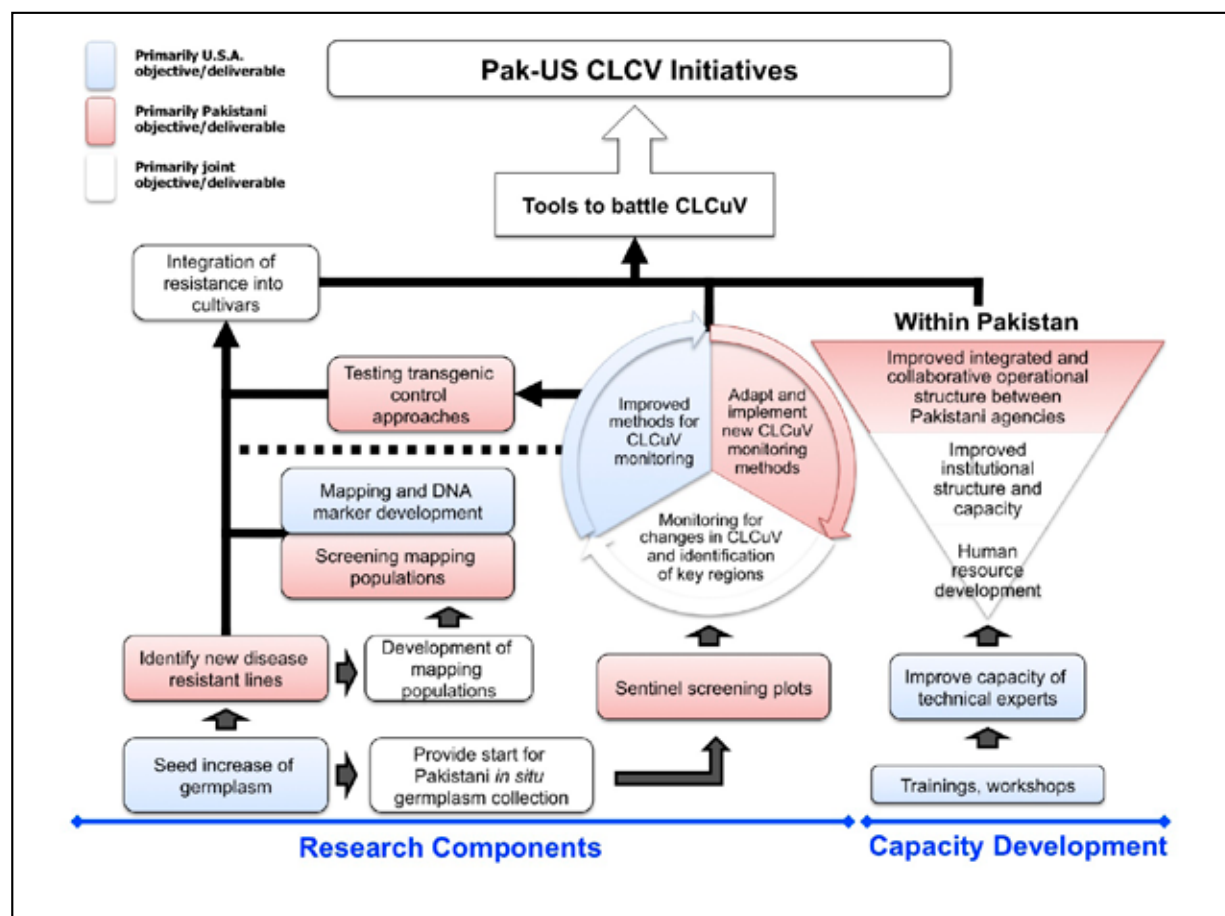 Primarily U.S.A.
objective/deliverable
Primarily Pakistani
objective/deliverable
Primarily joint
objective/deliverable
Pak-US CLCV Initiatives
Tools to battle CLCuV
Integration of
resistance into
cultivars
Testing transgenic
control
approaches
Mapping and DNA
marker development
Screening mapping
populations
Identify new disease
resistant lines
Development of
mapping
populations
Seed increase of
germplasm
Provide start for
Pakistani in situ
germplasm collection
Improved
methods for
CLCuV
monitoring
Adapt and
implement
new CLCuV
monitoring
methods
Monitoring for
changes in CLCuV
and identification
of key regions
Sentinel screening plots
Within Pakistan
Improved integrated and
collaborative operational
structure between
Pakistani agencies
Improved
institutional
structure and
capacity
Human
resource
development
Improve capacity of
technical experts
Trainings, workshops
Research Components
Capacity Development